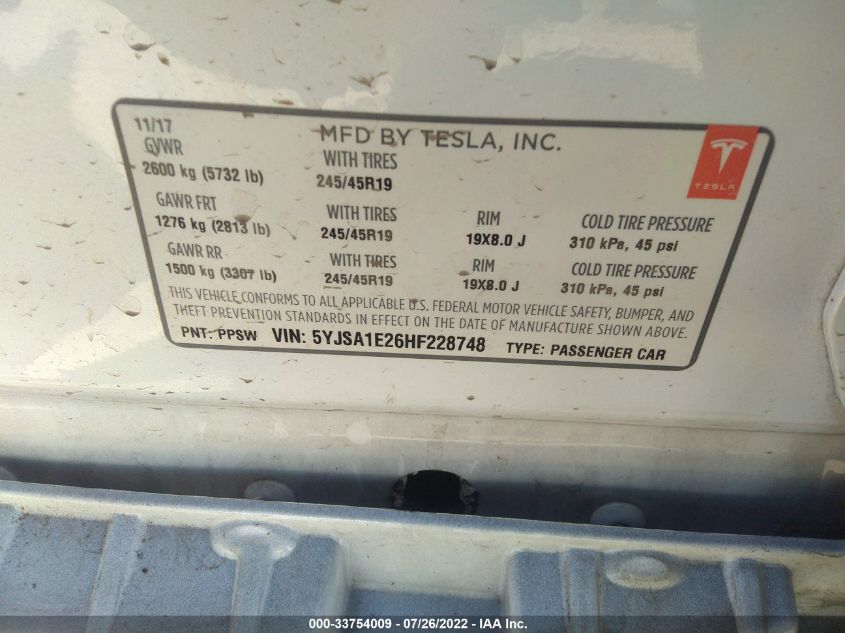 11/17
MFD BY TESLA, INC.
GVWR
WITH TIRES
2600 kg (5732 lb)
245/45R19
GAWR FRT
WITH TIRES
RIM
COLD TIRE PRESSURE
1276 kg (2813 lb)
245/45R19
19X8.0 J
310 kPa, 45 psi
GAWR RR
WITH TIRES
RIM
COLD TIRE PRESSURE
1500 kg (3307 lb)
245/45R19
19X8.0 J
310 kPa, 45 psi
THIS VEHICLE CONFORMS TO ALL APPLICABLE U.S. FEDERAL MOTOR VEHICLE SAFETY, BUMPER, AND
THEFT PREVENTION STANDARDS IN EFFECT ON THE DATE OF MANUFACTURE SHOWN ABOVE.
PNT: PPSW VIN: 5YJSA1E26HF228748 TYPE: PASSENGER CAR
TESLA
000-33754009 - 07/26/2022 - IAA Inc.